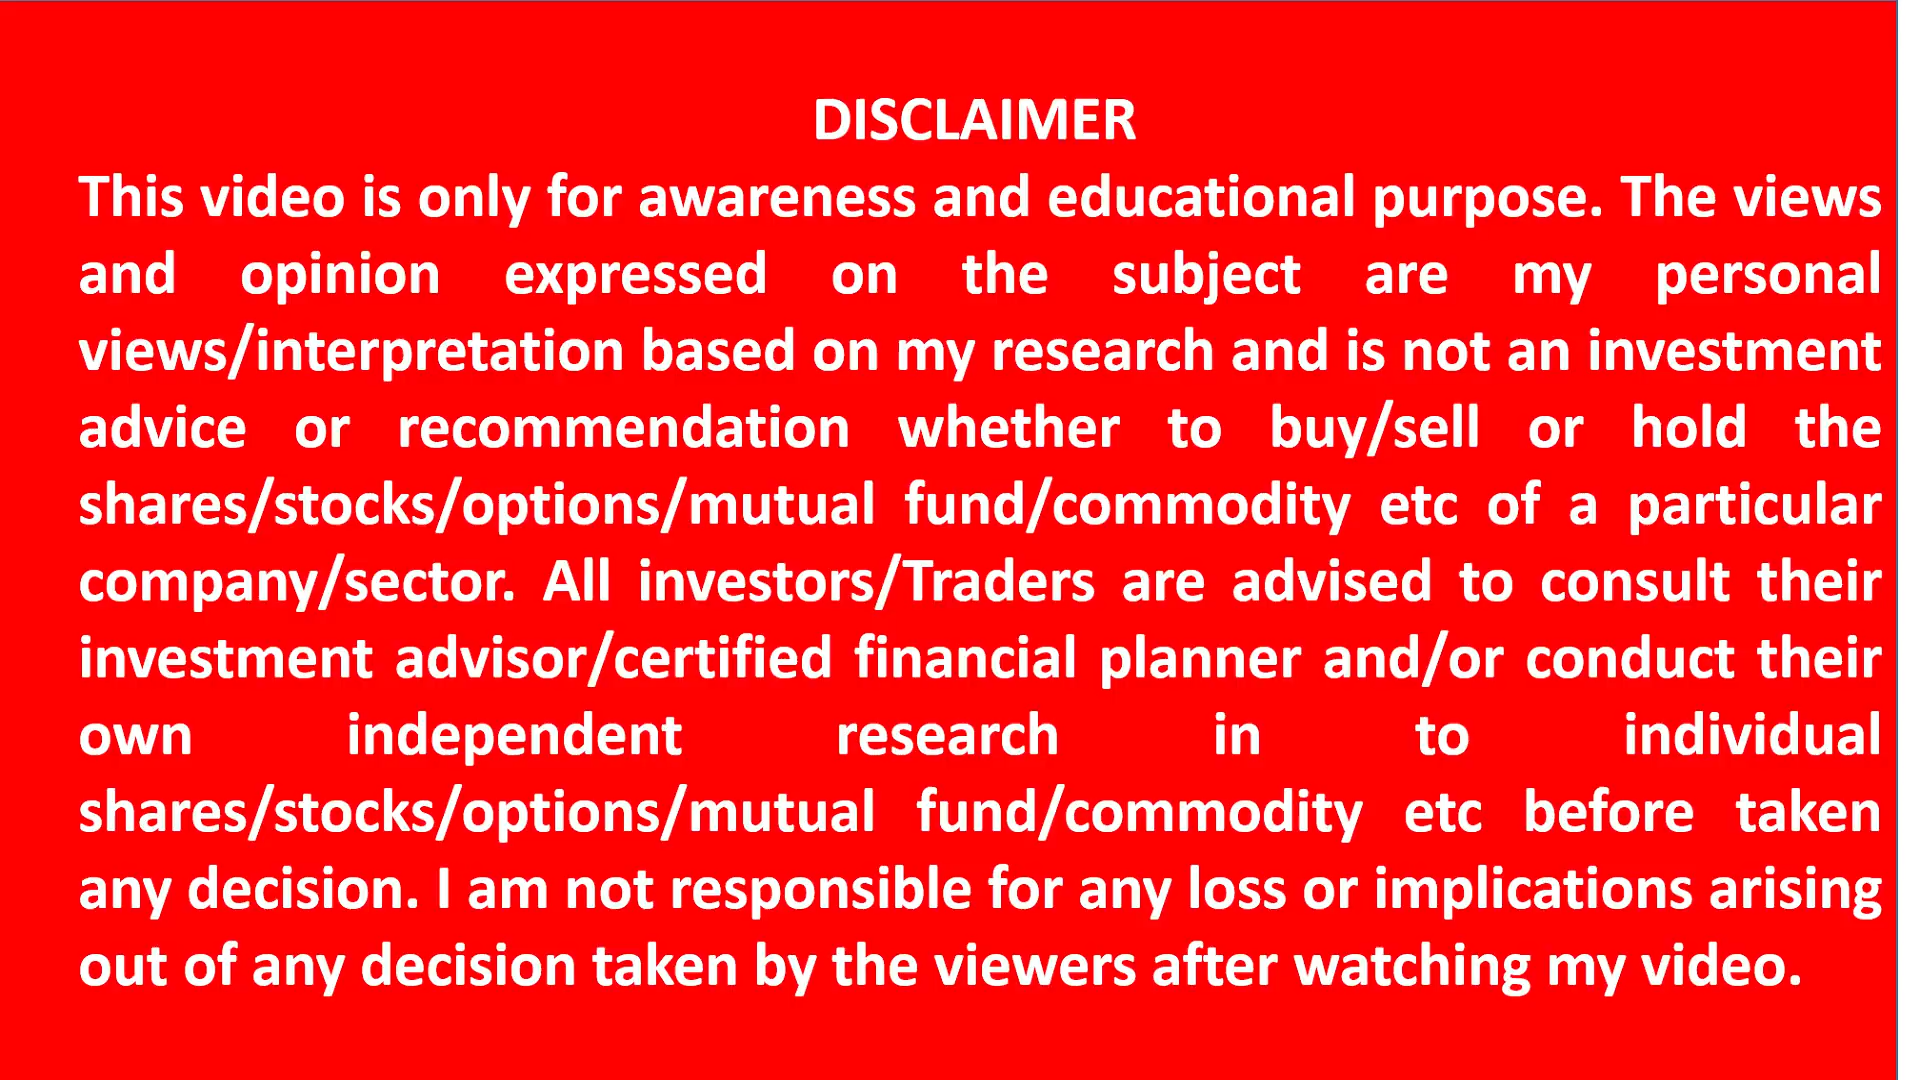 DISCLAIMER
This video is only for awareness and educational purpose. The views
and opinion expressed on the subject are my personal
views/interpretation based on my research and is not an investment
advice or recommendation whether to buy/sell or hold the
shares/stocks/options/mutual fund/commodity etc of a particular
company/sector. All investors/Traders are advised to consult their
investment advisor/certified financial planner and/or conduct their
own independent research in to individual
shares/stocks/options/mutual fund/commodity etc before taken
any decision. I am not responsible for any loss or implications arising
out of any decision taken by the viewers after watching my video.